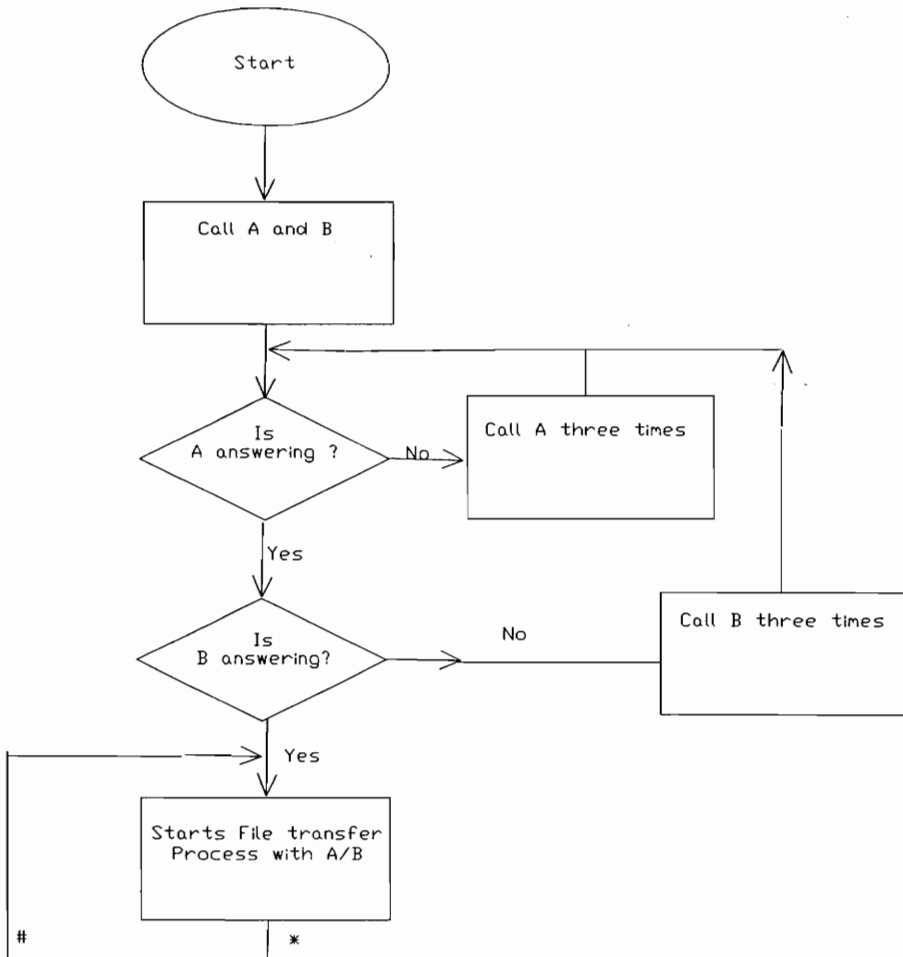 Start
Call A and B
Is
A answering ?
No
Call A three times
Yes
Is
B answering?
No
Call B three times
Yes
Starts File transfer
Process with A/B
#
*